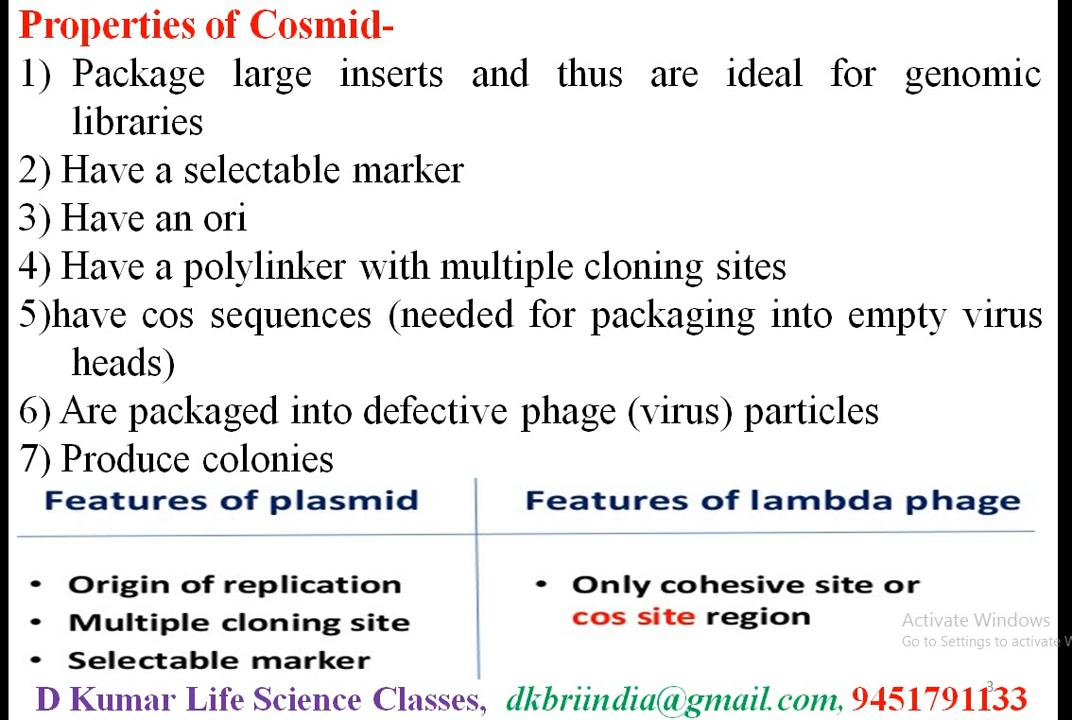 Properties of Cosmid-
1) Package large inserts and thus are ideal for genomic
libraries
2) Have a selectable marker
3) Have an ori
4) Have a polylinker with multiple cloning sites
5)have cos sequences (needed for packaging into empty virus
heads)
6) Are packaged into defective phage (virus) particles
7) Produce colonies
Features of plasmid
Features of lambda phage
• Origin of replication
• Multiple cloning site
• Selectable marker
• Only cohesive site or
cos site region
Activate Windows
Go to Settings to activate W
3
D Kumar Life Science Classes, dkbriindia@gmail.com, 9451791133